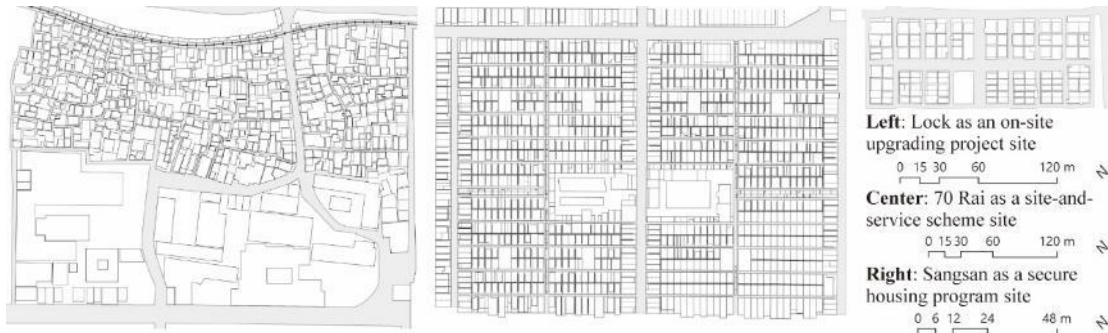 Left: Lock as an on-site
upgrading project site
0 15 30 60 120 m
N
Center: 70 Rai as a site-and-
service scheme site
0 15 30 60 120 m
N
Right: Sangsan as a secure
housing program site
0 6 12 24 48 m
N